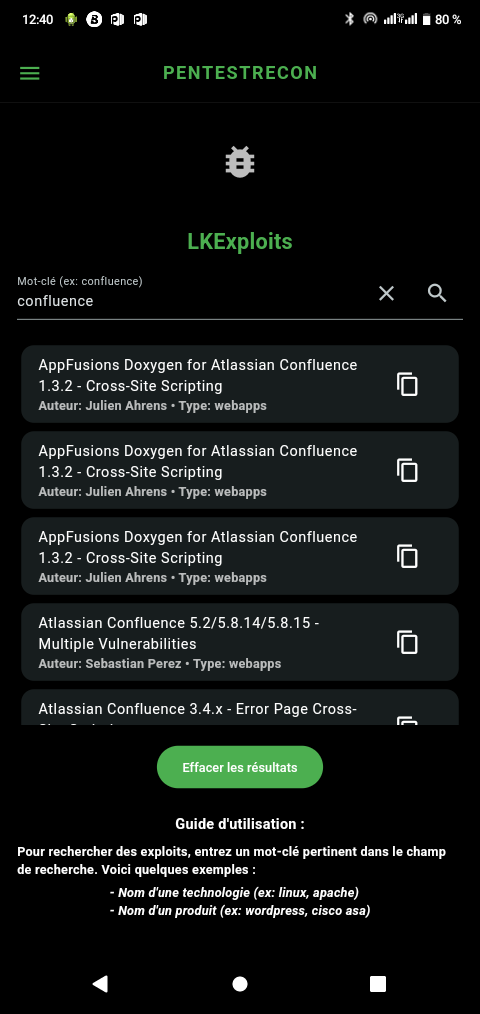 12:40
80 %
PENTESTRECON
LKExploits
Mot-clé (ex: confluence)
confluence
AppFusions Doxygen for Atlassian Confluence
1.3.2 - Cross-Site Scripting
Auteur: Julien Ahrens • Type: webapps
AppFusions Doxygen for Atlassian Confluence
1.3.2 - Cross-Site Scripting
Auteur: Julien Ahrens • Type: webapps
AppFusions Doxygen for Atlassian Confluence
1.3.2 - Cross-Site Scripting
Auteur: Julien Ahrens • Type: webapps
Atlassian Confluence 5.2/5.8.14/5.8.15 -
Multiple Vulnerabilities
Auteur: Sebastian Perez • Type: webapps
Atlassian Confluence 3.4.x - Error Page Cross-
Effacer les résultats
Guide d'utilisation :
Pour rechercher des exploits, entrez un mot-clé pertinent dans le champ
de recherche. Voici quelques exemples :
- Nom d'une technologie (ex: linux, apache)
- Nom d'un produit (ex: wordpress, cisco asa)